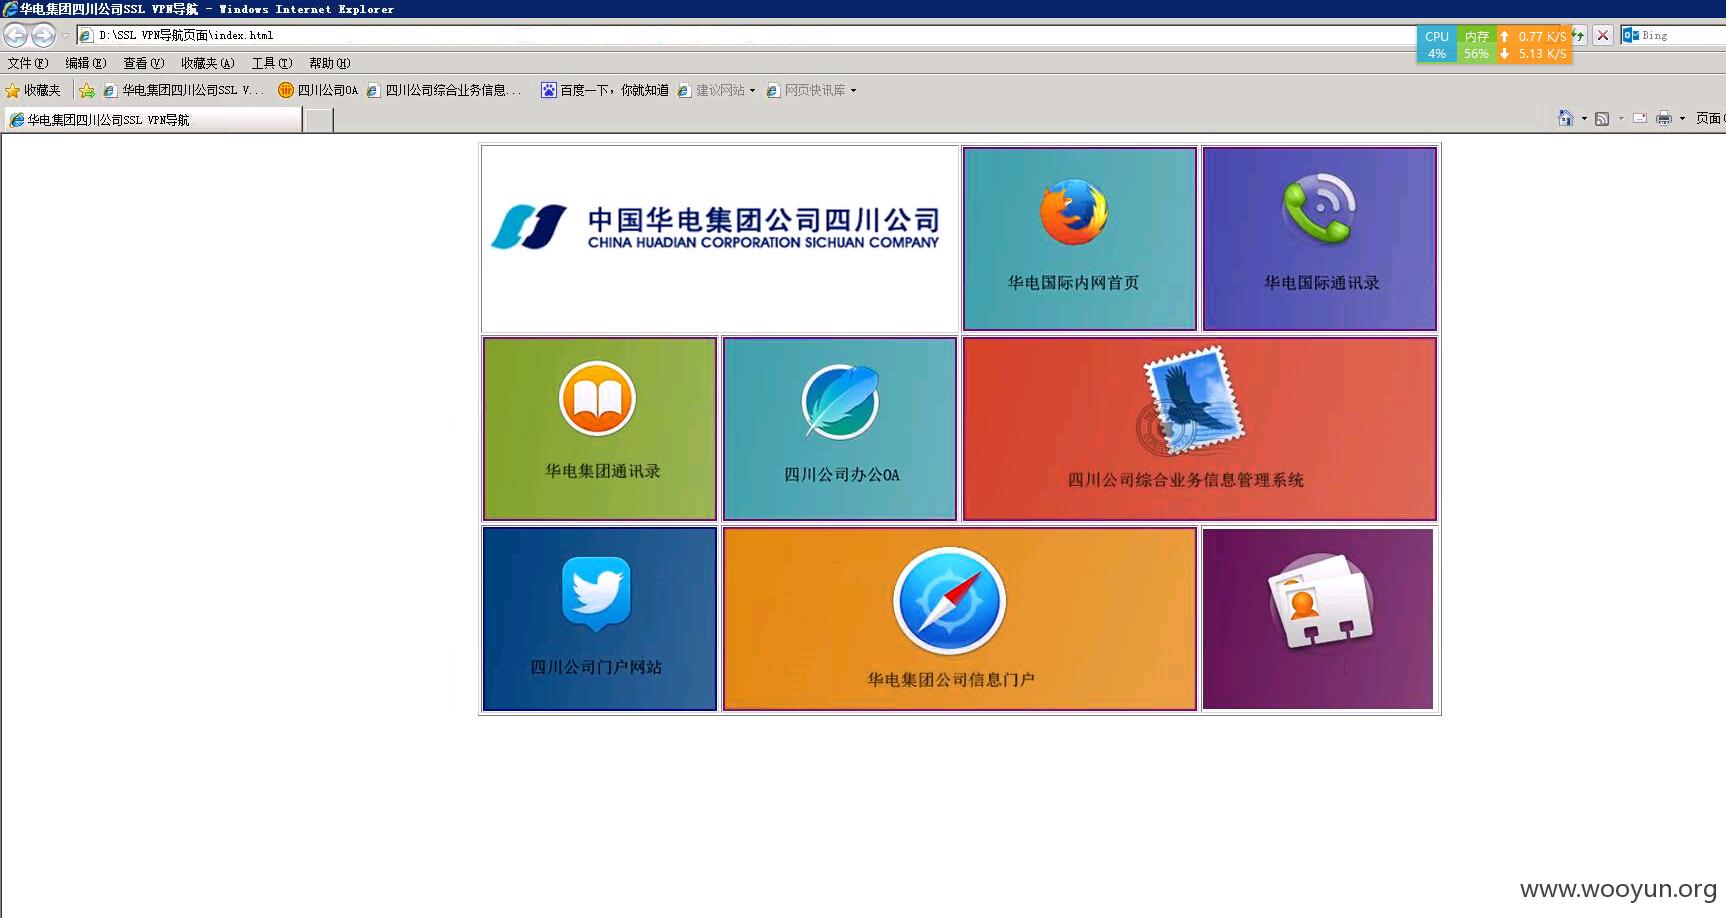 华电集团四川公司SSL VPN导航 - Windows Internet Explorer
D:\SSL VPN导航页面\index.html
Bing
CPU 内存 0.77 K/S
4% 56% 5.13 K/S
文件(F) 编辑(E) 查看(V) 收藏夹(A) 工具(T) 帮助(H)
收藏夹 华电集团四川公司SSL V... 四川公司OA 四川公司综合业务信息... 百度一下，你就知道 建议网站 网页快讯库
华电集团四川公司SSL VPN导航
页面(
中国华电集团公司四川公司
CHINA HUADIAN CORPORATION SICHUAN COMPANY
华电国际内网首页
华电国际通讯录
华电集团通讯录
四川公司办公OA
四川公司综合业务信息管理系统
四川公司门户网站
华电集团公司信息门户
www.wooyun.org